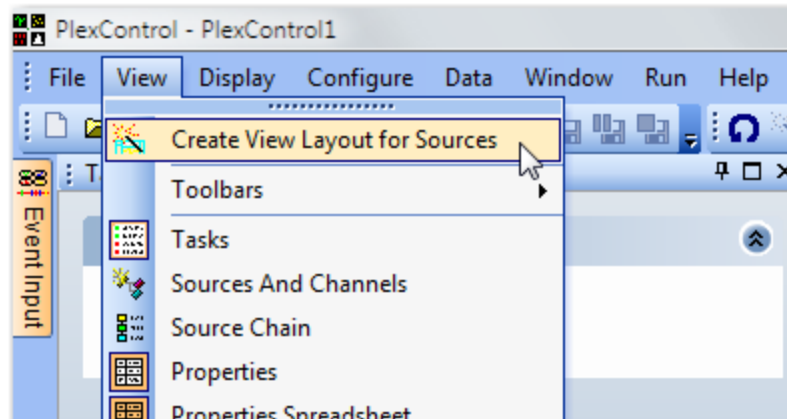 PlexControl - PlexControl1
File View Display Configure Data Window Run Help
Create View Layout for Sources
Toolbars
Tasks
Sources And Channels
Source Chain
Properties
Properties Spreadsheet
Event Input